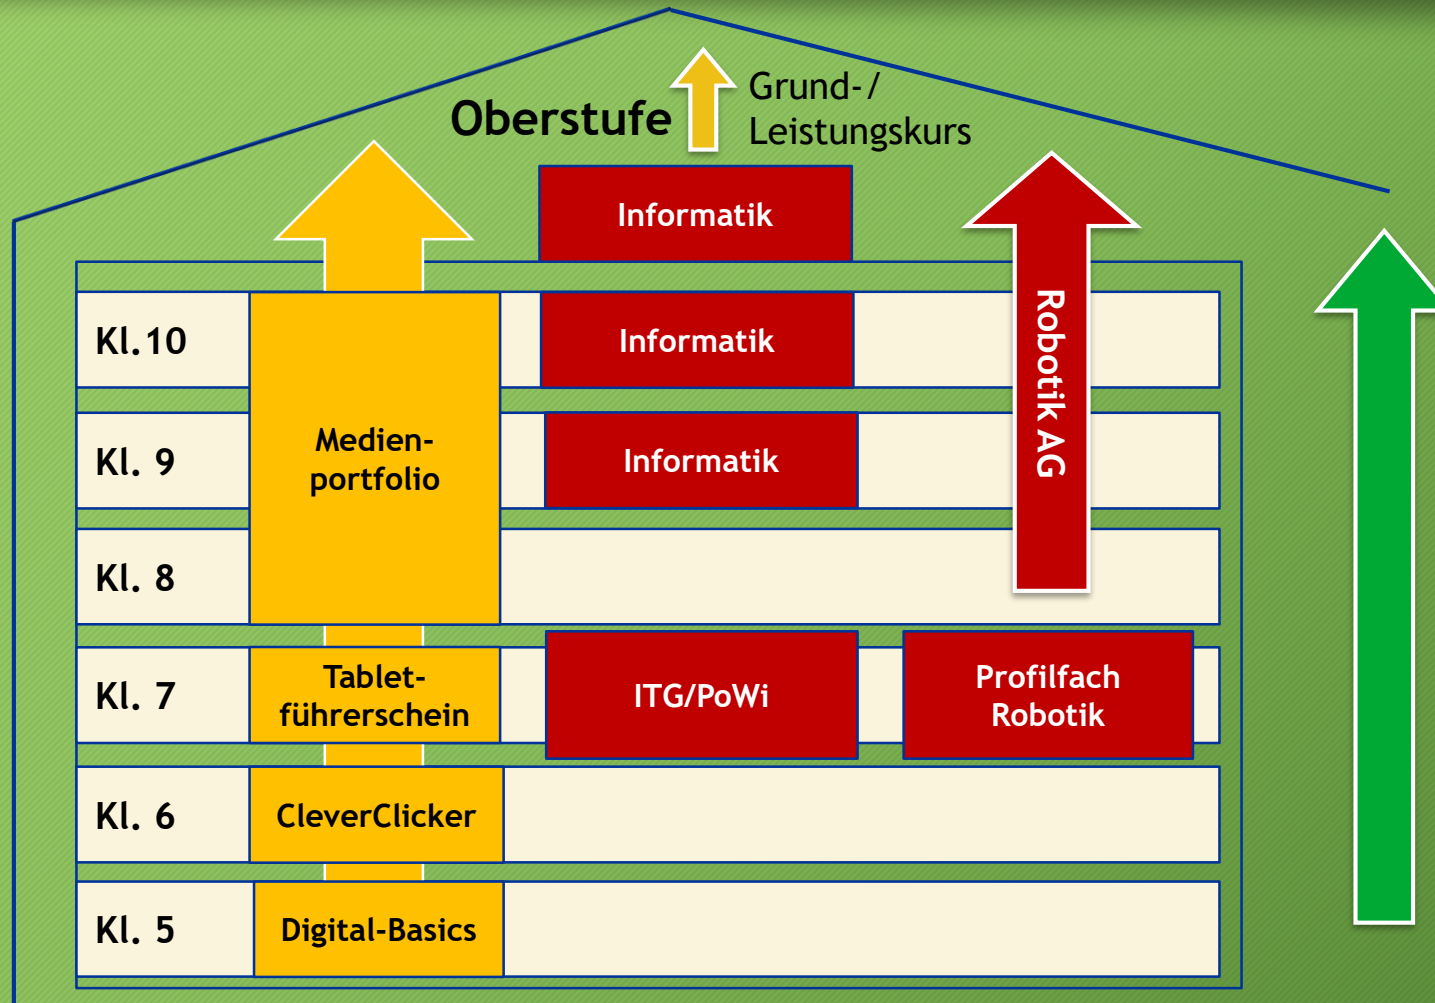 Oberstufe
Grund-/
Leistungskurs
Informatik
Kl.10
Informatik
Robotik AG
Kl. 9
Medien-
portfolio
Informatik
Kl. 8
Kl. 7
Tablet-
führerschein
ITG/PoWi
Profilfach
Robotik
Kl. 6
CleverClicker
Kl. 5
Digital-Basics